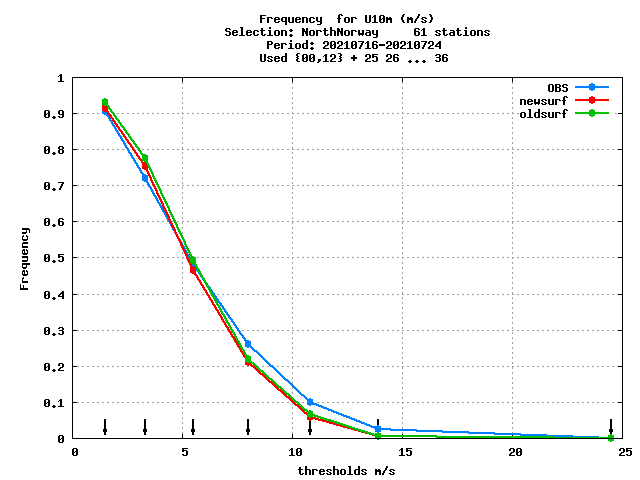 Frequency  for U10m (m/s)
Selection: NorthNorway     61 stations
Period: 20210716-20210724
Used {00,12} + 25 26 ... 36
OBS
newsurf
oldsurf
1
0.9
0.8
0.7
0.6
0.5
0.4
0.3
0.2
0.1
0
Frequency
0 5 10 15 20 25
thresholds m/s